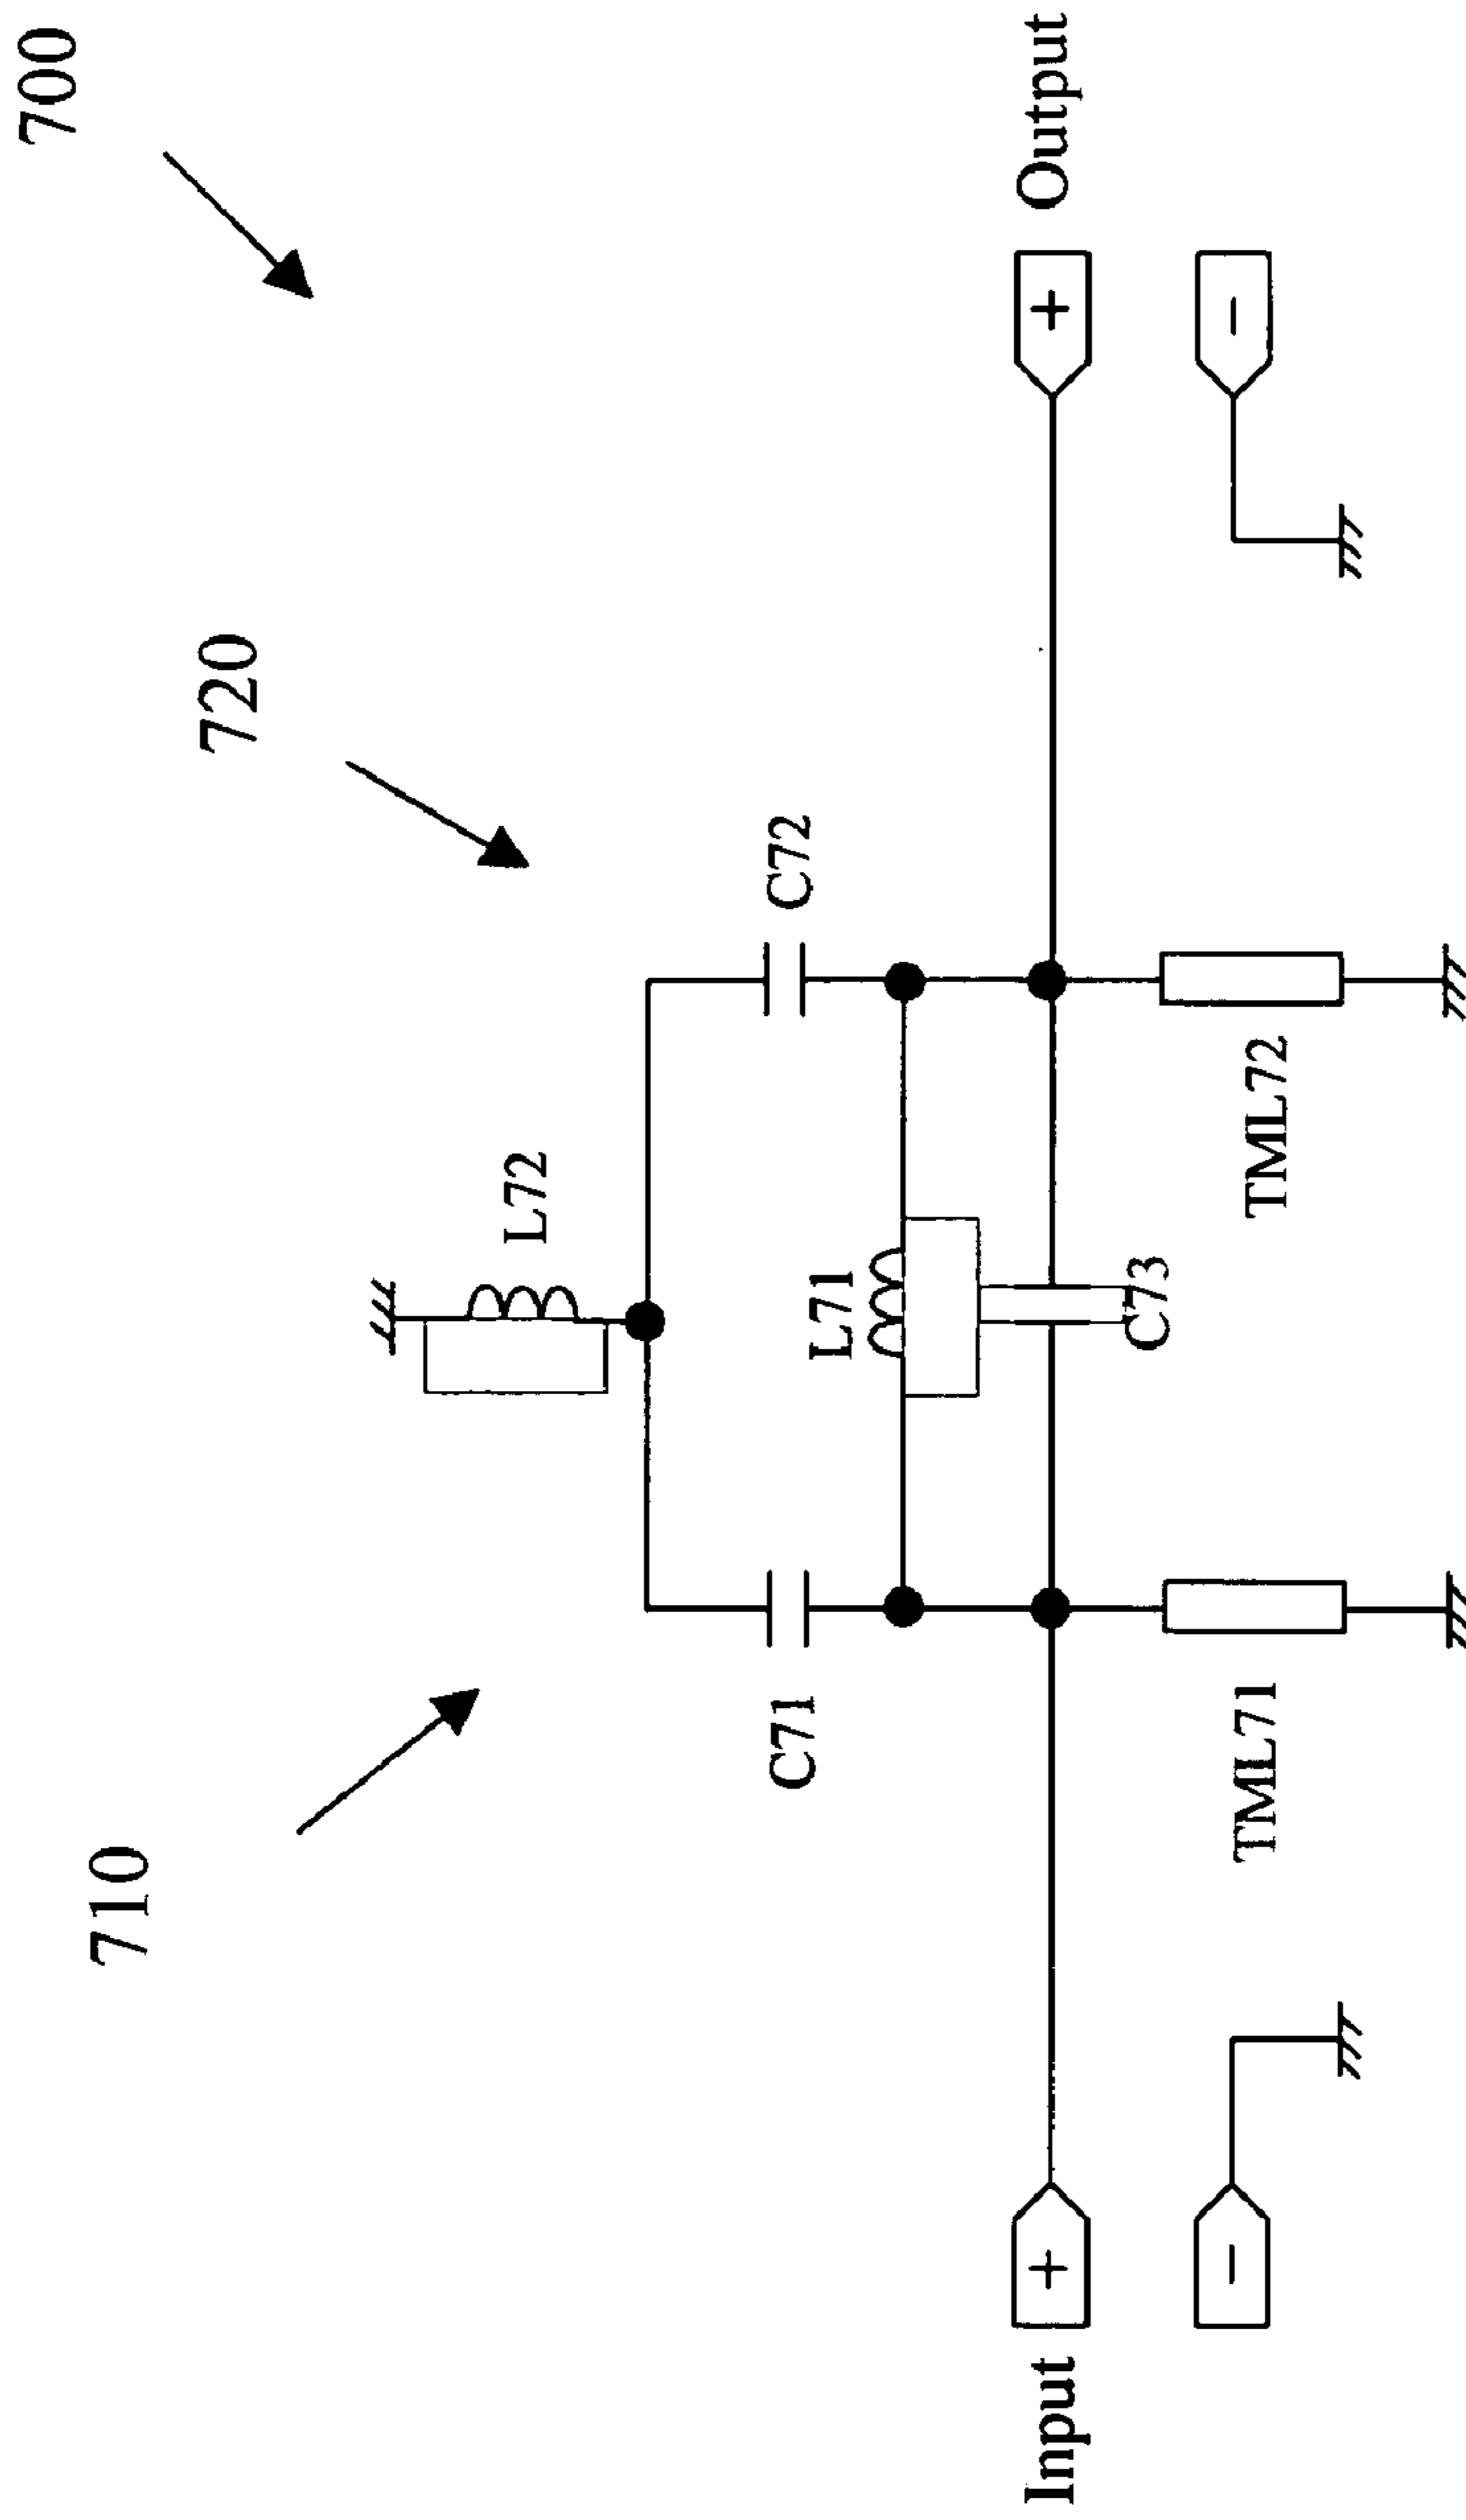 700
720
710
L72
C71
C72
L71
C73
Input
+
+
Output
-
-
TML71
TML72